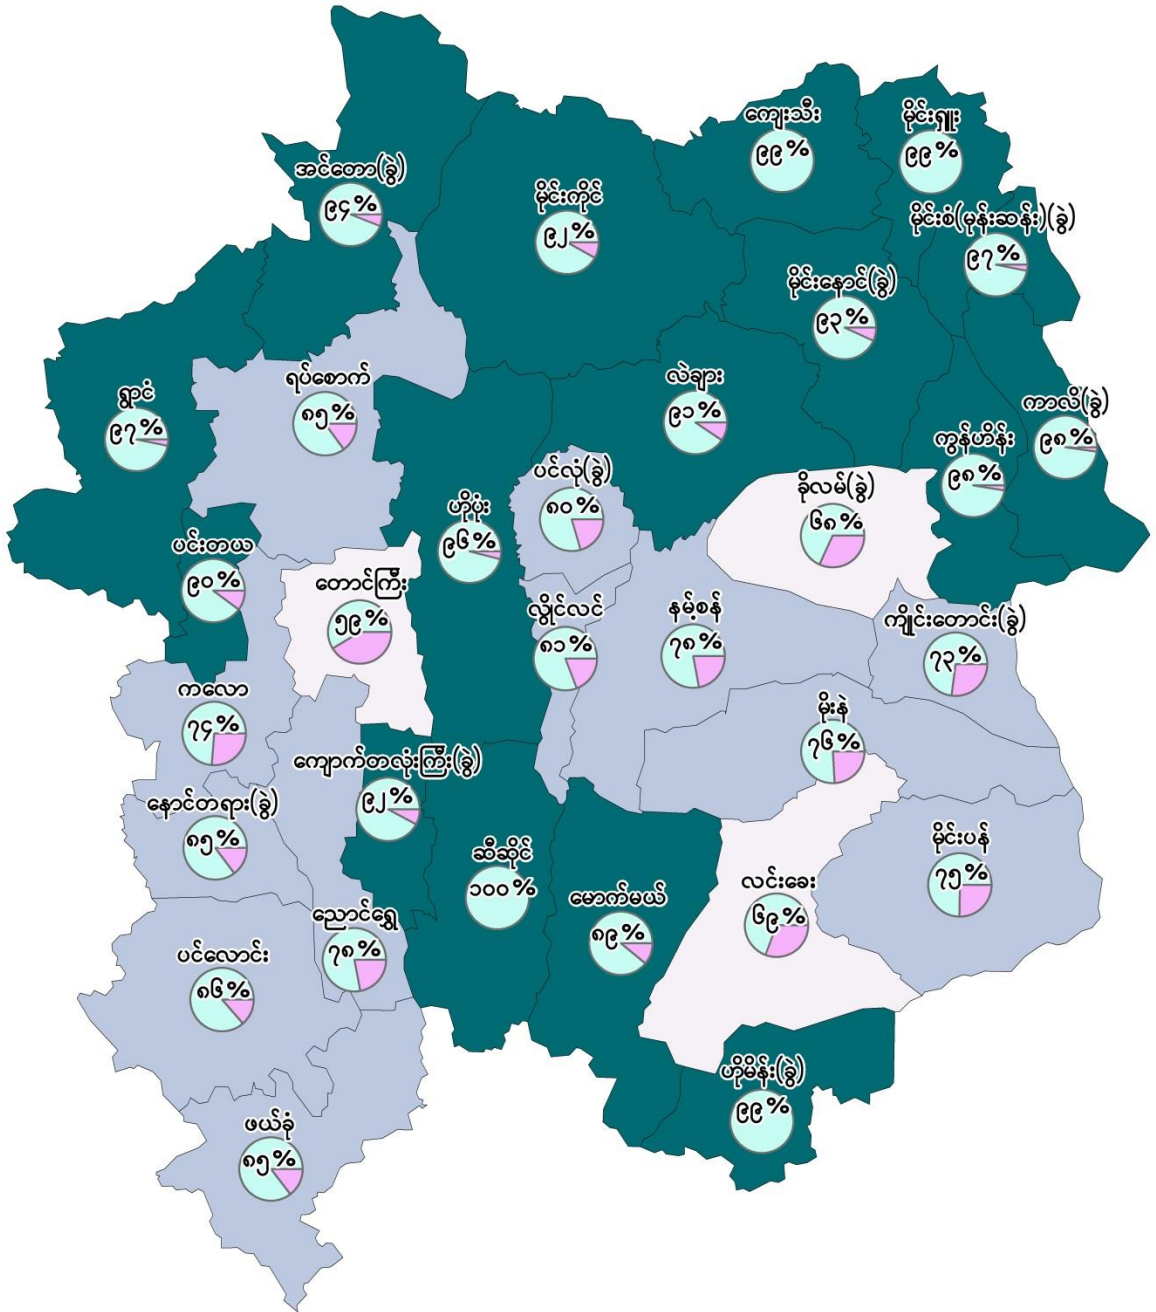 ကျေးသီး
၉၉%
မိုင်းရှူး
၉၉%
အင်တော(ခွဲ)
၉၄%
မိုင်းကိုင်
၉၂%
မိုင်းစံ(မုန်းဆန်း)(ခွဲ)
၉၇%
မိုင်းနောင်(ခွဲ)
၉၃%
ရပ်စောက်
၈၅%
လဲချား
၉၁%
ရွာငံ
၉၇%
ကာလိ(ခွဲ)
၉၈%
ကွန်ဟိန်း
၉၈%
ပင်လုံ(ခွဲ)
၈၀%
ခိုလမ်(ခွဲ)
၆၈%
ဟိုပုံး
၉၆%
ပင်းတယ
၉၀%
တောင်ကြီး
၅၉%
လွိုင်လင်
၈၁%
နမ့်စန်
၇၈%
ကျိုင်းတောင်း(ခွဲ)
၇၃%
ကလော
၇၄%
မိုးနဲ
၇၆%
ကျောက်တလုံးကြီး(ခွဲ)
၉၂%
နောင်တရား(ခွဲ)
၈၅%
ဆီဆိုင်
၁၀၀%
မိုင်းပန်
၇၅%
လင်းခေး
၆၉%
မောက်မယ်
၈၉%
ညောင်ရွှေ
၇၈%
ပင်လောင်း
၈၆%
ဟိုမိန်း(ခွဲ)
၉၉%
ဖယ်ခုံ
၈၅%